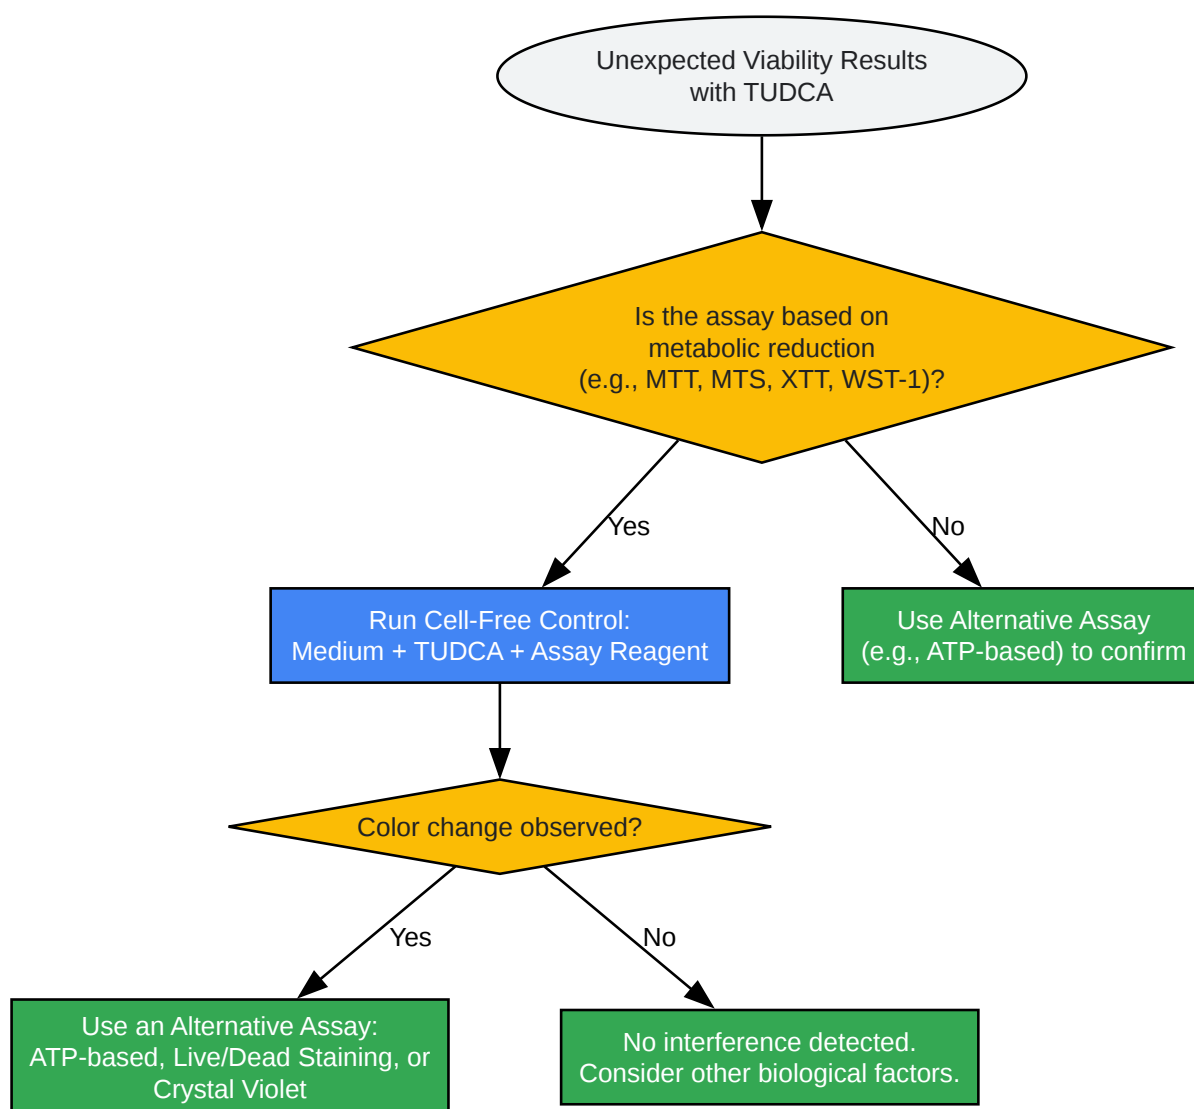 Unexpected Viability Results
with TUDCA
Is the assay based on
metabolic reduction
(e.g., MTT, MTS, XTT, WST-1)?
Yes
No
Run Cell-Free Control:
Medium + TUDCA + Assay Reagent
Use Alternative Assay
(e.g., ATP-based) to confirm
Color change observed?
Yes
No
Use an Alternative Assay:
ATP-based, Live/Dead Staining, or
Crystal Violet
No interference detected.
Consider other biological factors.